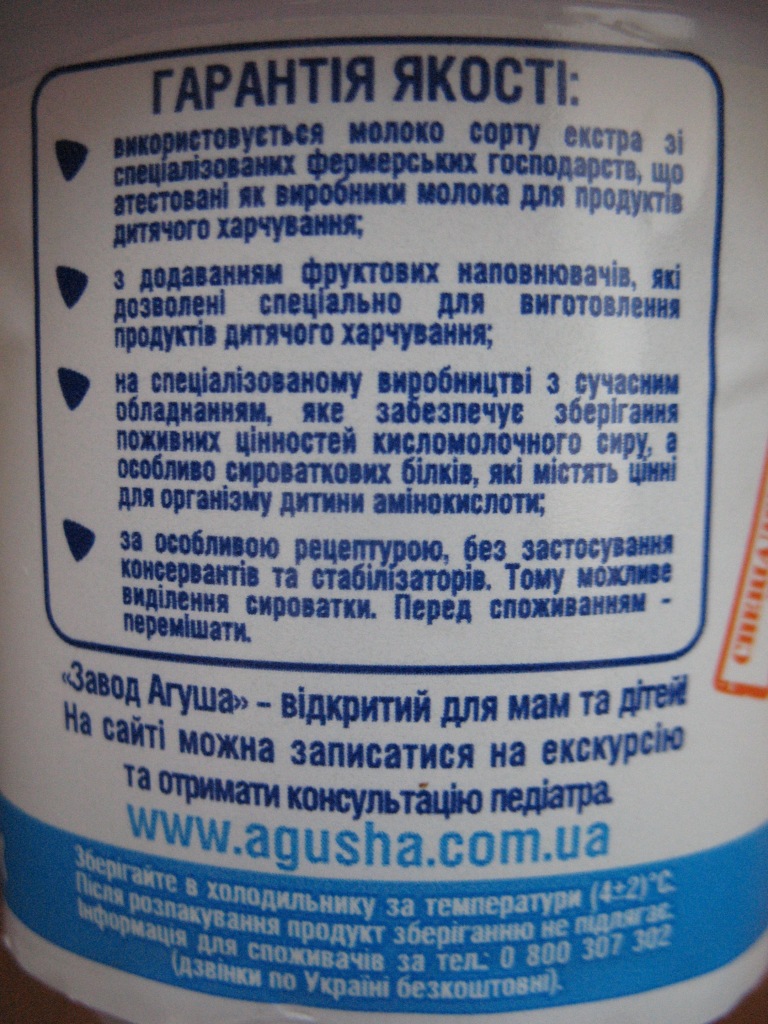 ГАРАНТІЯ ЯКОСТІ:
використовується молоко сорту екстра зі
спеціалізованих фермерських господарств, що
атестовані як виробники молока для продуктів
дитячого харчування;
з додаванням фруктових наповнювачів, які
дозволені спеціально для виготовлення
продуктів дитячого харчування;
на спеціалізованому виробництві з сучасним
обладнанням, яке забезпечує зберігання
поживних цінностей кисломолочного сиру, а
особливо сироваткових білків, які містять цінні
для організму дитини амінокислоти;
за особливою рецептурою, без застосування
консервантів та стабілізаторів. Тому можливе
виділення сироватки. Перед споживанням -
перемішати.
«Завод Агуша» – відкритий для мам та дітей!
На сайті можна записатися на екскурсію
та отримати консультацію педіатра.
www.agusha.com.ua
Зберігайте в холодильнику за температури (4±2)°С.
Після розпакування продукт зберіганню не підлягає.
Інформація для споживачів за тел.: 0 800 307 302
(дзвінки по Україні безкоштовні).